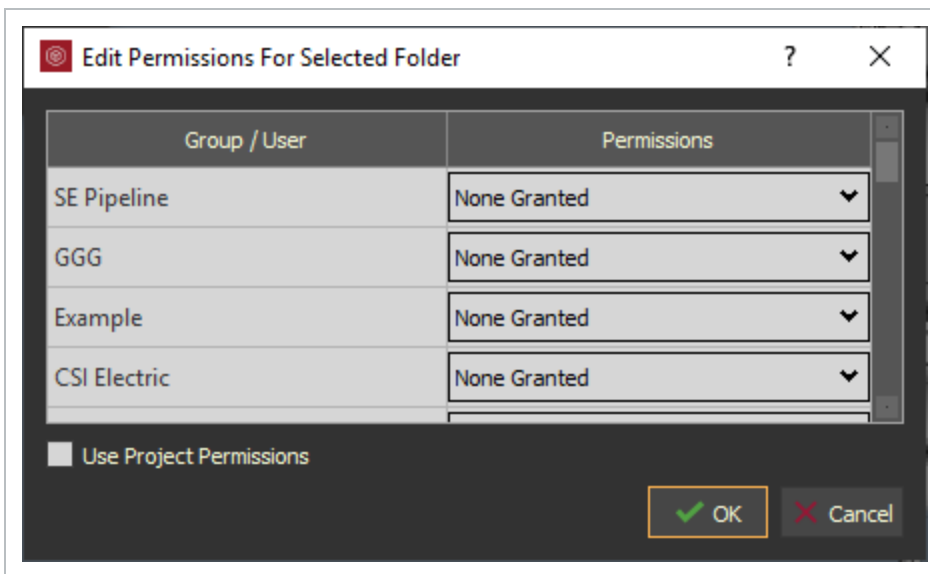 Edit Permissions For Selected Folder ?
Group / User Permissions
SE Pipeline None Granted
GGG None Granted
Example None Granted
CSI Electric None Granted
Use Project Permissions
OK Cancel